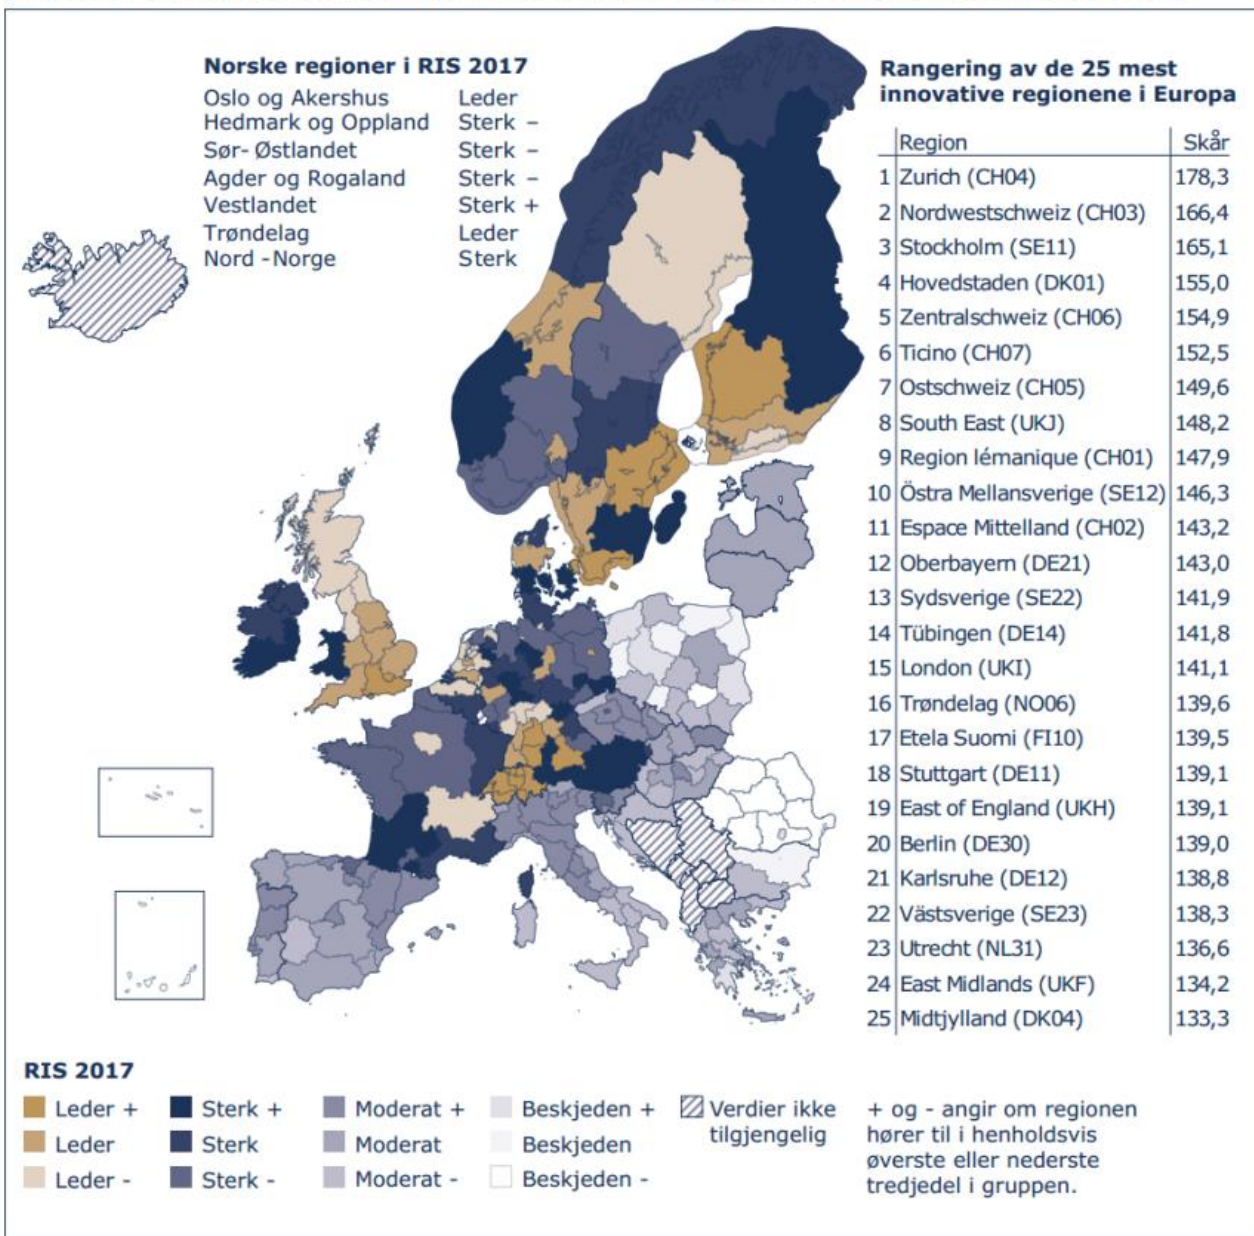 Norske regioner i RIS 2017
Oslo og Akershus Leder
Hedmark og Oppland Sterk –
Sør- Østlandet Sterk –
Agder og Rogaland Sterk –
Vestlandet Sterk +
Trøndelag Leder
Nord -Norge Sterk
Rangering av de 25 mest
innovative regionene i Europa
Region Skår
1 Zurich (CH04) 178,3
2 Nordwestschweiz (CH03) 166,4
3 Stockholm (SE11) 165,1
4 Hovedstaden (DK01) 155,0
5 Zentralschweiz (CH06) 154,9
6 Ticino (CH07) 152,5
7 Ostschweiz (CH05) 149,6
8 South East (UKJ) 148,2
9 Region lémanique (CH01) 147,9
10 Östra Mellansverige (SE12) 146,3
11 Espace Mittelland (CH02) 143,2
12 Oberbayern (DE21) 143,0
13 Sydsverige (SE22) 141,9
14 Tübingen (DE14) 141,8
15 London (UKI) 141,1
16 Trøndelag (NO06) 139,6
17 Etela Suomi (FI10) 139,5
18 Stuttgart (DE11) 139,1
19 East of England (UKH) 139,1
20 Berlin (DE30) 139,0
21 Karlsruhe (DE12) 138,8
22 Västsverige (SE23) 138,3
23 Utrecht (NL31) 136,6
24 East Midlands (UKF) 134,2
25 Midtjylland (DK04) 133,3
RIS 2017
Leder + Sterk + Moderat + Beskjeden + Verdier ikke
tilgjengelig
Leder Sterk Moderat Beskjeden
Leder - Sterk - Moderat - Beskjeden -
+ og - angir om regionen
hører til i henholdsvis
øverste eller nederste
tredjedel i gruppen.